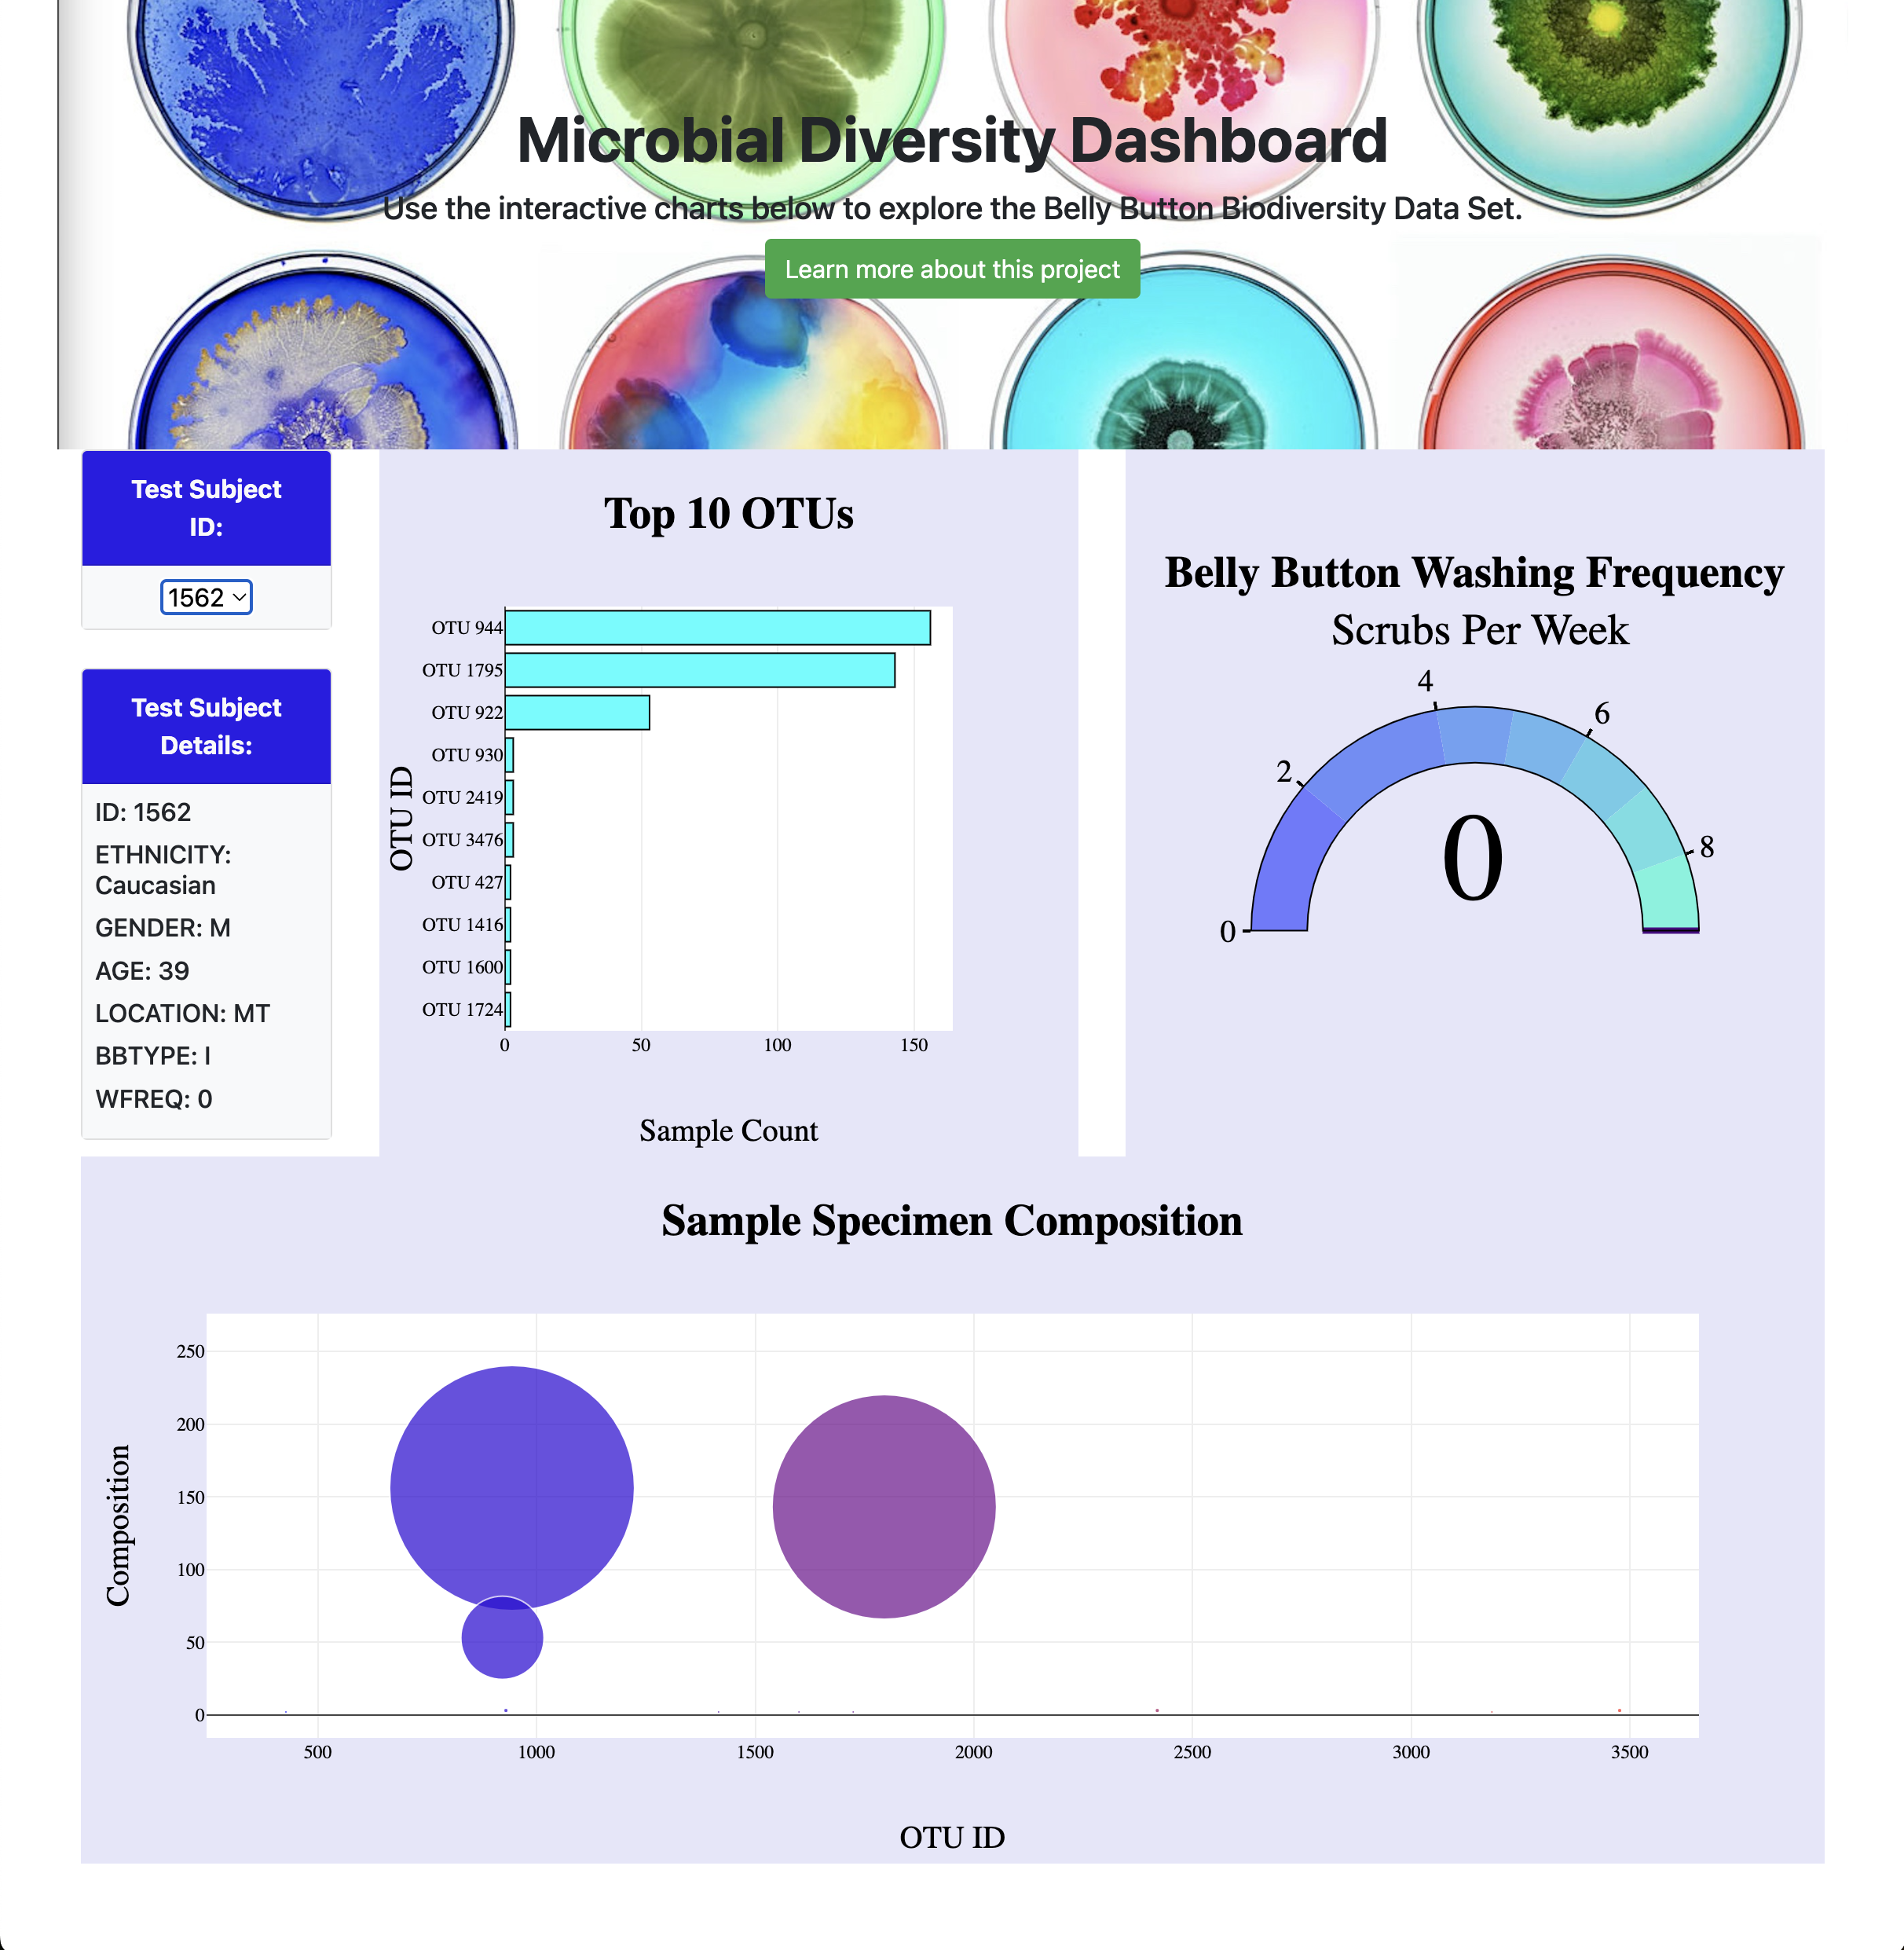 Microbial Diversity Dashboard
Use the interactive charts below to explore the Belly Button Biodiversity Data Set.
Learn more about this project
Test Subject
ID:
1562
Test Subject
Details:
ID: 1562
ETHNICITY:
Caucasian
GENDER: M
AGE: 39
LOCATION: MT
BBTYPE: I
WFREQ: 0
Top 10 OTUs
OTU ID
OTU 944
OTU 1795
OTU 922
OTU 930
OTU 2419
OTU 3476
OTU 427
OTU 1416
OTU 1600
OTU 1724
0 50 100 150
Sample Count
Belly Button Washing Frequency
Scrubs Per Week
0
2
4
6
8
0
Sample Specimen Composition
Composition
250
200
150
100
50
0
500 1000 1500 2000 2500 3000 3500
OTU ID